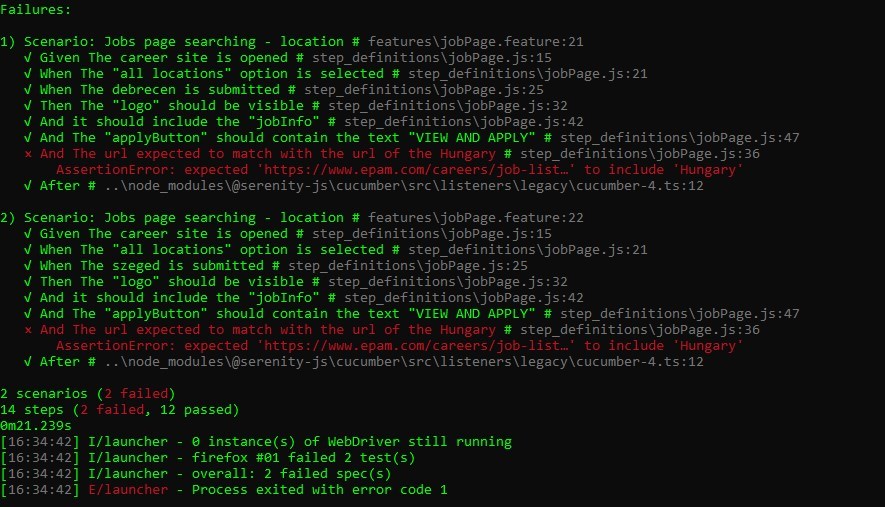 Failures:
1) Scenario: Jobs page searching - location # features\jobPage.feature:21
√ Given The career site is opened # step_definitions\jobPage.js:15
√ When The "all locations" option is selected # step_definitions\jobPage.js:21
√ When The debrecen is submitted # step_definitions\jobPage.js:25
√ Then The "logo" should be visible # step_definitions\jobPage.js:32
√ And it should include the "jobInfo" # step_definitions\jobPage.js:42
√ And The "applyButton" should contain the text "VIEW AND APPLY" # step_definitions\jobPage.js:47
× And The url expected to match with the url of the Hungary # step_definitions\jobPage.js:36
AssertionError: expected 'https://www.epam.com/careers/job-list…' to include 'Hungary'
√ After # ..\node_modules\@serenity-js\cucumber\src\listeners\legacy\cucumber-4.ts:12
2) Scenario: Jobs page searching - location # features\jobPage.feature:22
√ Given The career site is opened # step_definitions\jobPage.js:15
√ When The "all locations" option is selected # step_definitions\jobPage.js:21
√ When The szeged is submitted # step_definitions\jobPage.js:25
√ Then The "logo" should be visible # step_definitions\jobPage.js:32
√ And it should include the "jobInfo" # step_definitions\jobPage.js:42
√ And The "applyButton" should contain the text "VIEW AND APPLY" # step_definitions\jobPage.js:47
× And The url expected to match with the url of the Hungary # step_definitions\jobPage.js:36
AssertionError: expected 'https://www.epam.com/careers/job-list…' to include 'Hungary'
√ After # ..\node_modules\@serenity-js\cucumber\src\listeners\legacy\cucumber-4.ts:12
2 scenarios (2 failed)
14 steps (2 failed, 12 passed)
0m21.239s
[16:34:42] I/launcher - 0 instance(s) of WebDriver still running
[16:34:42] I/launcher - firefox #01 failed 2 test(s)
[16:34:42] I/launcher - overall: 2 failed spec(s)
[16:34:42] E/launcher - Process exited with error code 1